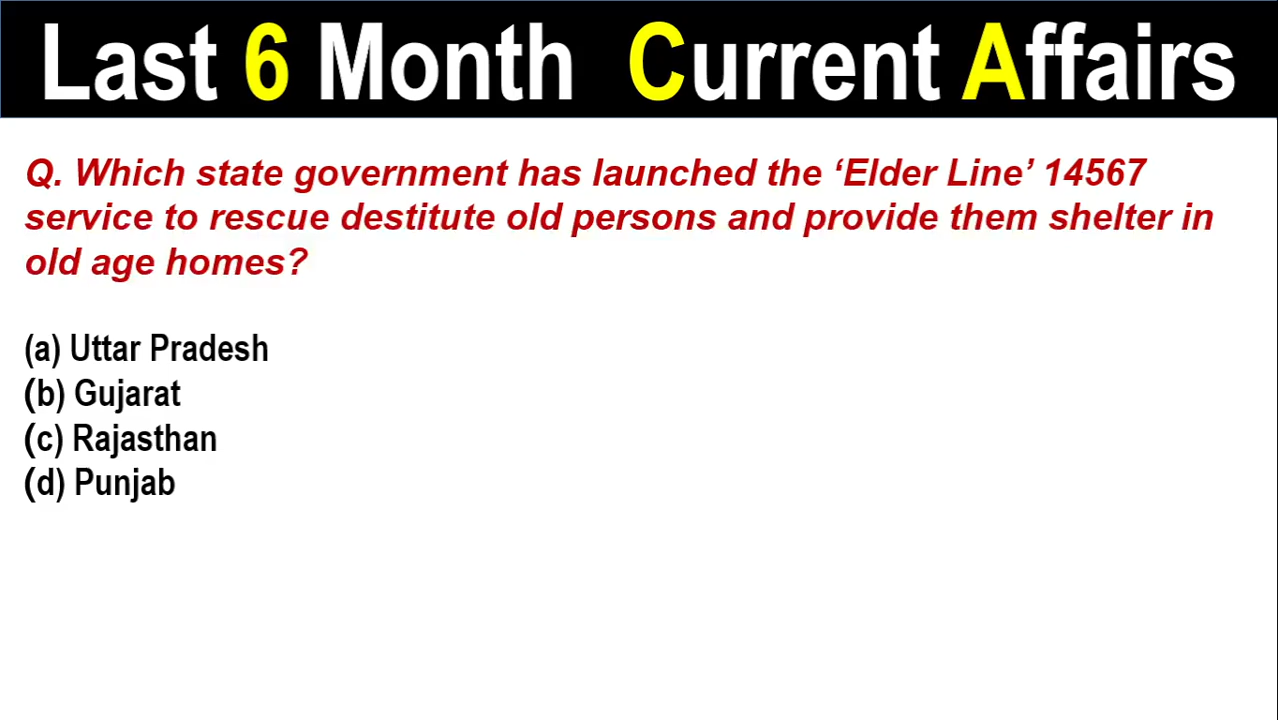 Last 6 Month Current Affairs
Q. Which state government has launched the ‘Elder Line’ 14567
service to rescue destitute old persons and provide them shelter in
old age homes?
(a) Uttar Pradesh
(b) Gujarat
(c) Rajasthan
(d) Punjab